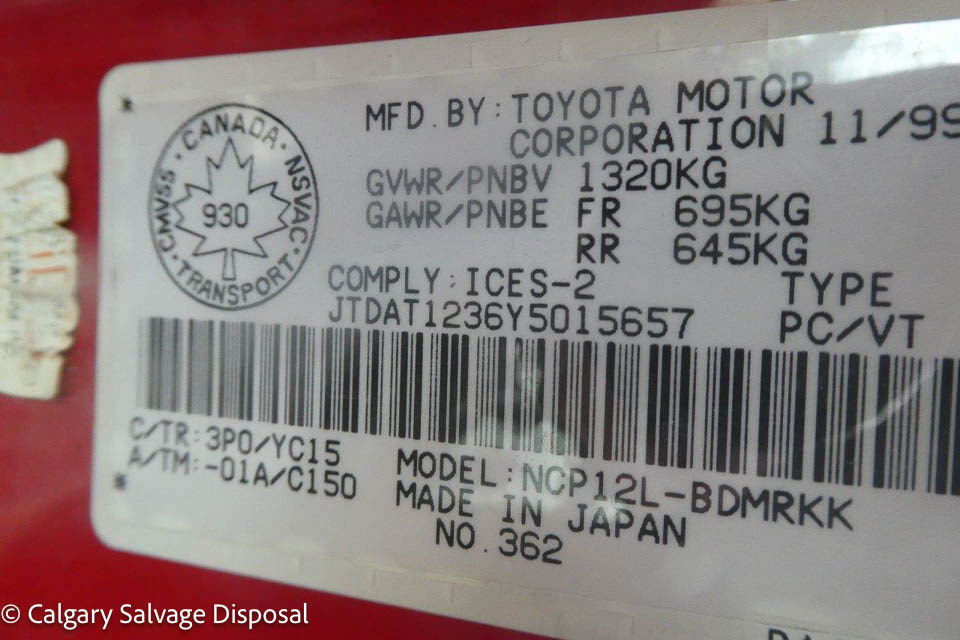 CANADA · NSVAC · TRANSPORT · CMVSS
930
MFD.BY:TOYOTA MOTOR
CORPORATION 11/99
GVWR/PNBV 1320KG
GAWR/PNBE FR 695KG
RR 645KG
COMPLY:ICES-2 TYPE
JTDAT1236Y5015657 PC/VT
C/TR:3P0/YC15
A/TM:-01A/C150
MODEL:NCP12L-BDMRKK
MADE IN JAPAN
NO.362
© Calgary Salvage Disposal